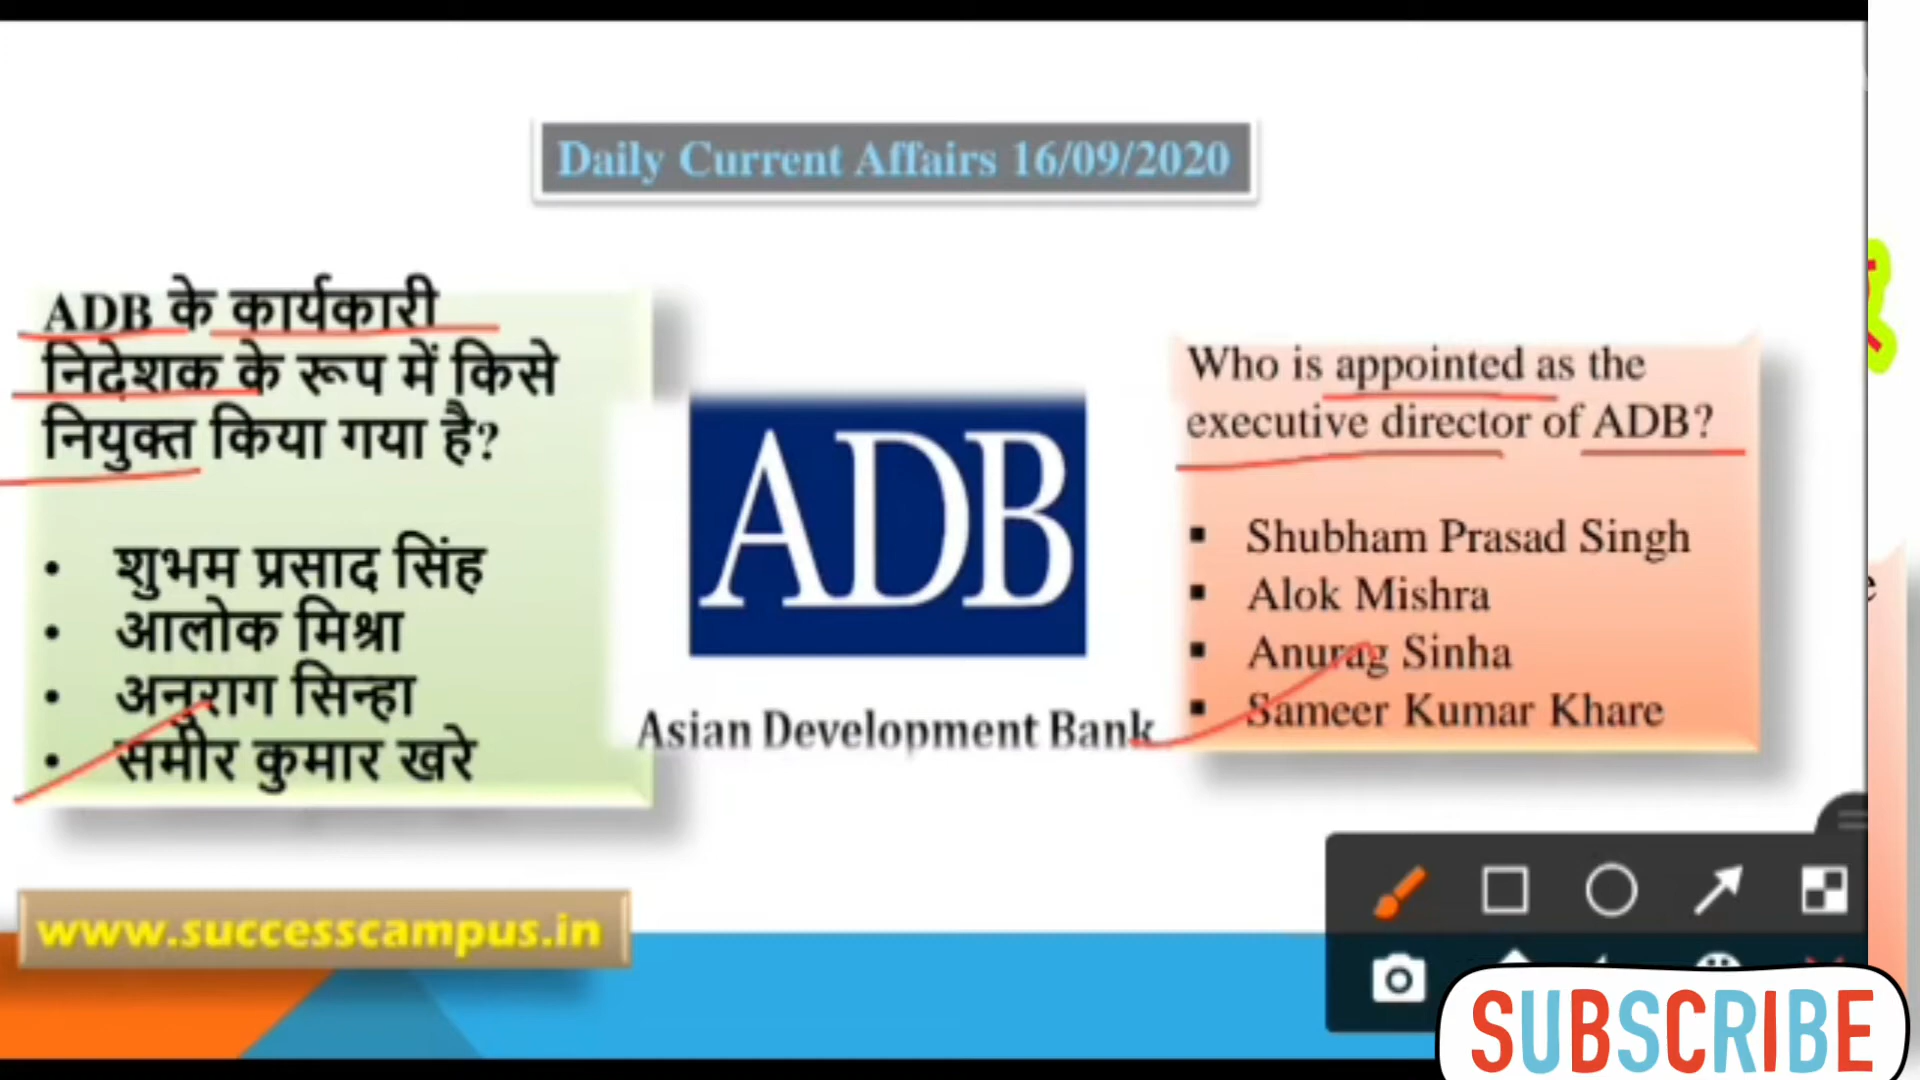 Daily Current Affairs 16/09/2020
ADB के कार्यकारी
निदेशक के रूप में किसे
नियुक्त किया गया है?
• शुभम प्रसाद सिंह
• आलोक मिश्रा
• अनुराग सिन्हा
• समीर कुमार खरे
ADB
Asian Development Bank
Who is appointed as the
executive director of ADB?
▪ Shubham Prasad Singh
▪ Alok Mishra
▪ Anurag Sinha
▪ Sameer Kumar Khare
www.successcampus.in
SUBSCRIBE